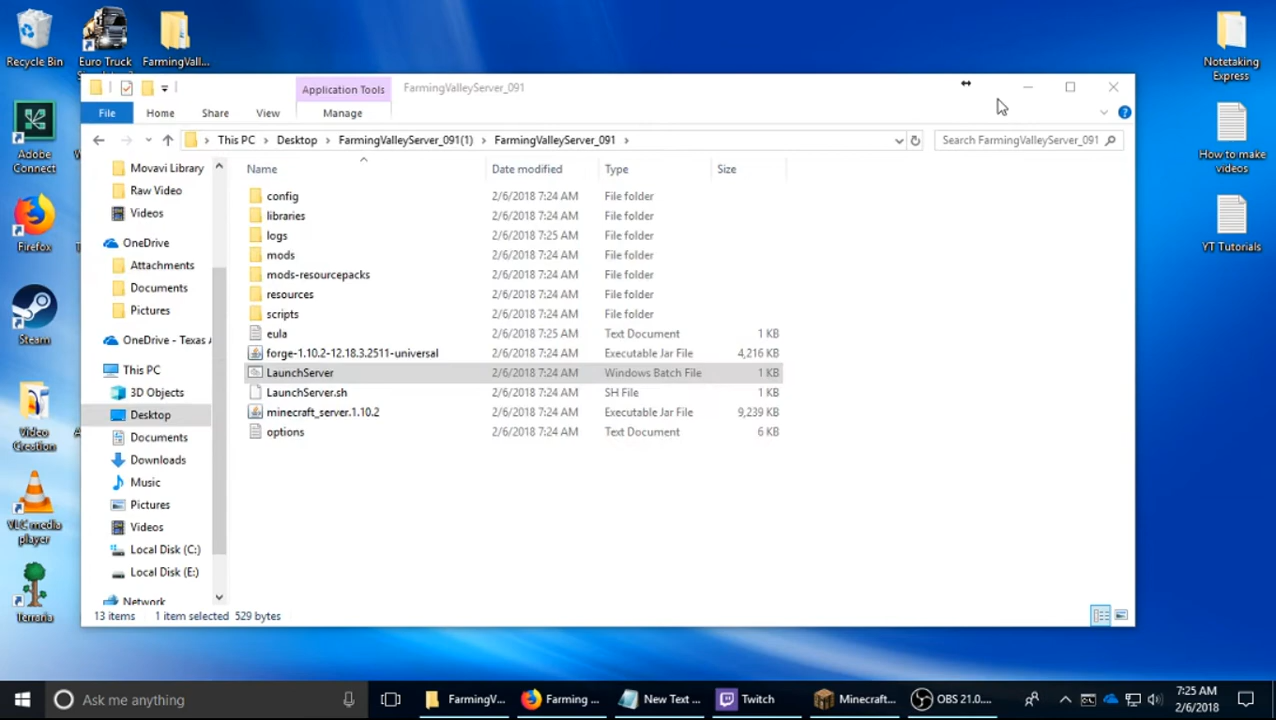 Recycle Bin
Euro Truck
FarmingVall...
Adobe
Connect
Firefox
Steam
Video
Creation
VLC media
player
Terraria
Notetaking
Express
How to make
videos
YT Tutorials
Application Tools
FarmingValleyServer_091
File
Home
Share
View
Manage
This PC
Desktop
FarmingValleyServer_091(1)
FarmingValleyServer_091
Search FarmingValleyServer_091
Movavi Library
Raw Video
Videos
OneDrive
Attachments
Documents
Pictures
OneDrive - Texas A
This PC
3D Objects
Desktop
Documents
Downloads
Music
Pictures
Videos
Local Disk (C:)
Local Disk (E:)
Network
Name Date modified Type Size
config 2/6/2018 7:24 AM File folder
libraries 2/6/2018 7:24 AM File folder
logs 2/6/2018 7:25 AM File folder
mods 2/6/2018 7:24 AM File folder
mods-resourcepacks 2/6/2018 7:24 AM File folder
resources 2/6/2018 7:24 AM File folder
scripts 2/6/2018 7:24 AM File folder
eula 2/6/2018 7:25 AM Text Document 1 KB
forge-1.10.2-12.18.3.2511-universal 2/6/2018 7:24 AM Executable Jar File 4,216 KB
LaunchServer 2/6/2018 7:24 AM Windows Batch File 1 KB
LaunchServer.sh 2/6/2018 7:24 AM SH File 1 KB
minecraft_server.1.10.2 2/6/2018 7:24 AM Executable Jar File 9,239 KB
options 2/6/2018 7:24 AM Text Document 6 KB
13 items 1 item selected 529 bytes
Ask me anything
FarmingV...
Farming ...
New Text ...
Twitch
Minecraft...
OBS 21.0....
7:25 AM
2/6/2018